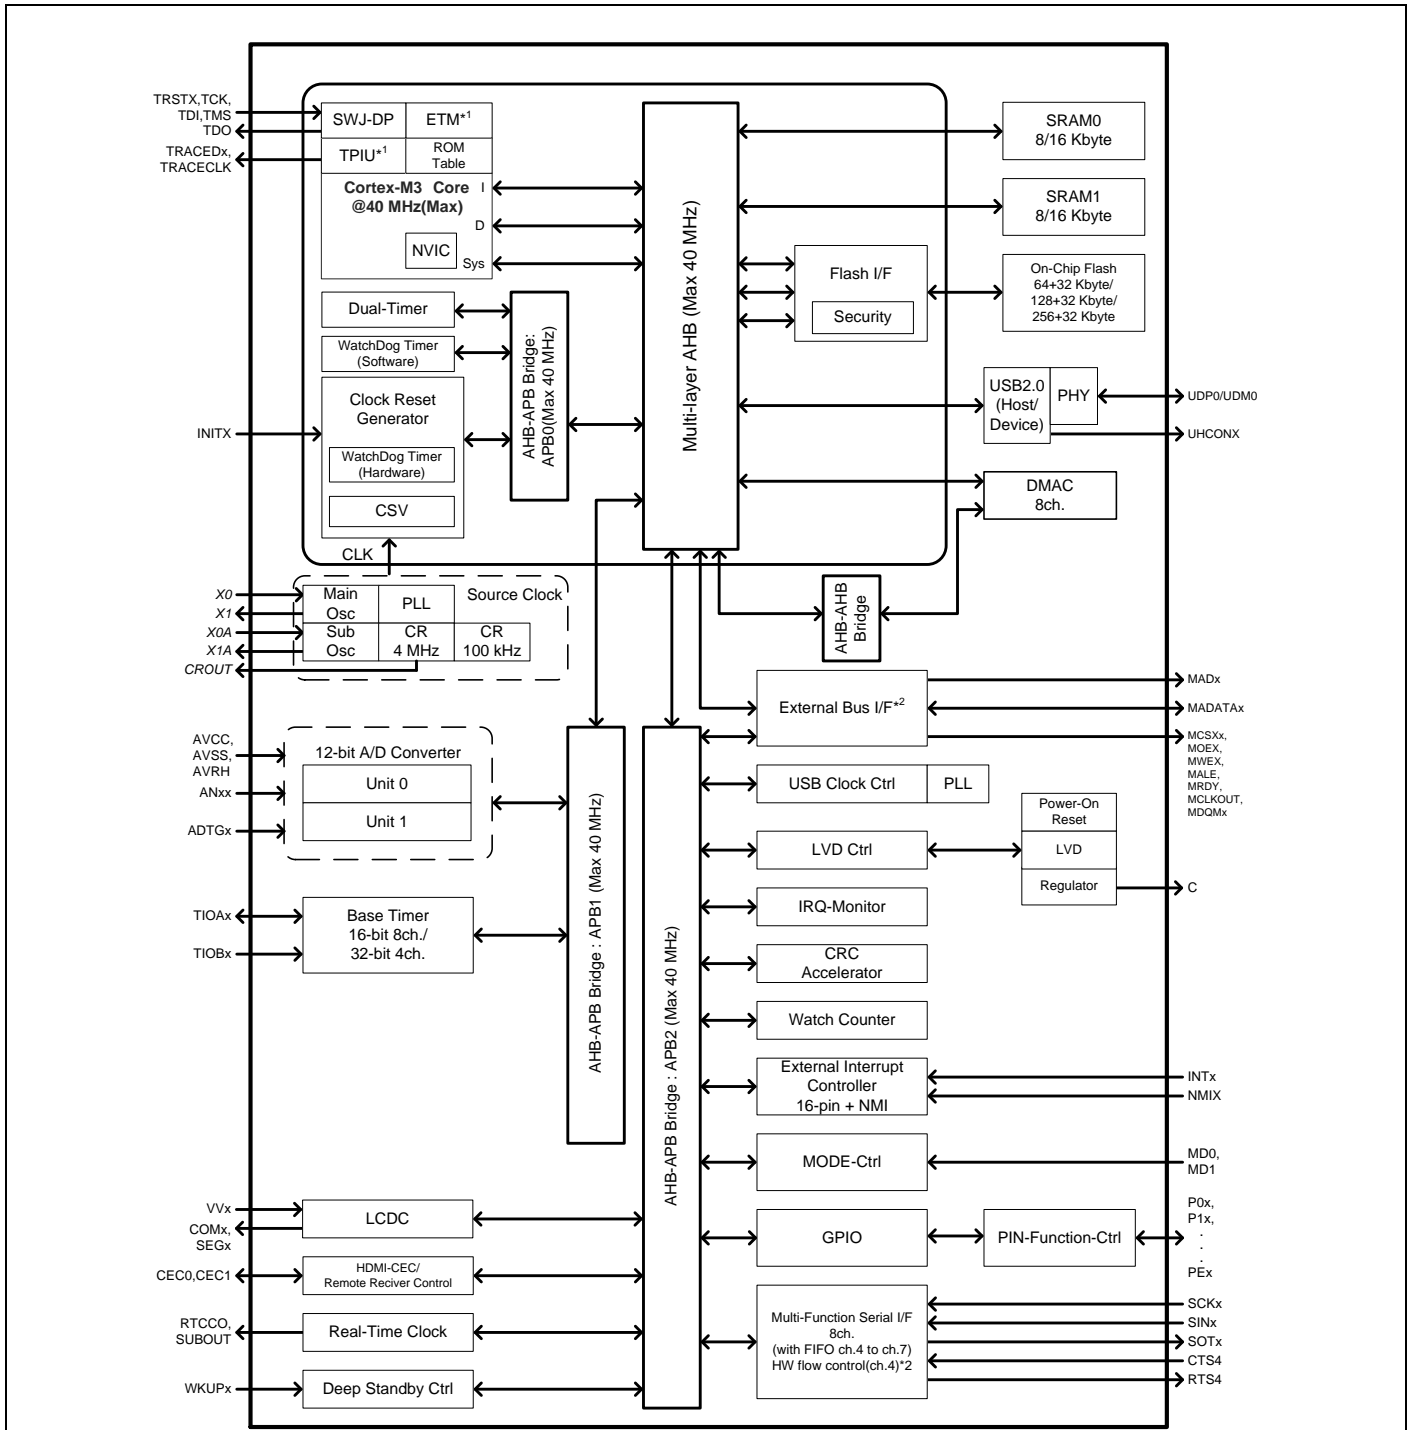 TRSTX,TCK,
TDI,TMS
TDO
TRACEDx,
TRACECLK
SWJ-DP
ETM*1
TPIU*1
ROM
Table
Cortex-M3 Core
@40 MHz(Max)
I
D
Sys
NVIC
Dual-Timer
WatchDog Timer
(Software)
Clock Reset
Generator
WatchDog Timer
(Hardware)
CSV
INITX
CLK
AHB-APB Bridge:
APB0(Max 40 MHz)
Multi-layer AHB (Max 40 MHz)
SRAM0
8/16 Kbyte
SRAM1
8/16 Kbyte
Flash I/F
Security
On-Chip Flash
64+32 Kbyte/
128+32 Kbyte/
256+32 Kbyte
USB2.0
(Host/
Device)
PHY
UDP0/UDM0
UHCONX
DMAC
8ch.
AHB-AHB
Bridge
X0
X1
X0A
X1A
CROUT
Main
Osc
PLL
Source Clock
Sub
Osc
CR
4 MHz
CR
100 kHz
AVCC,
AVSS,
AVRH
ANxx
ADTGx
12-bit A/D Converter
Unit 0
Unit 1
TIOAx
TIOBx
Base Timer
16-bit 8ch./
32-bit 4ch.
AHB-APB Bridge : APB1 (Max 40 MHz)
AHB-APB Bridge : APB2 (Max 40 MHz)
External Bus I/F*2
MADx
MADATAx
MCSXx,
MOEX,
MWEX,
MALE,
MRDY,
MCLKOUT,
MDQMx
USB Clock Ctrl
PLL
LVD Ctrl
Power-On
Reset
LVD
Regulator
C
IRQ-Monitor
CRC
Accelerator
Watch Counter
External Interrupt
Controller
16-pin + NMI
INTx
NMIX
MODE-Ctrl
MD0,
MD1
GPIO
PIN-Function-Ctrl
P0x,
P1x,
.
.
.
PEx
Multi-Function Serial I/F
8ch.
(with FIFO ch.4 to ch.7)
HW flow control(ch.4)*2
SCKx
SINx
SOTx
CTS4
RTS4
VVx
COMx,
SEGx
LCDC
CEC0,CEC1
HDMI-CEC/
Remote Reciver Control
RTCCO,
SUBOUT
Real-Time Clock
WKUPx
Deep Standby Ctrl